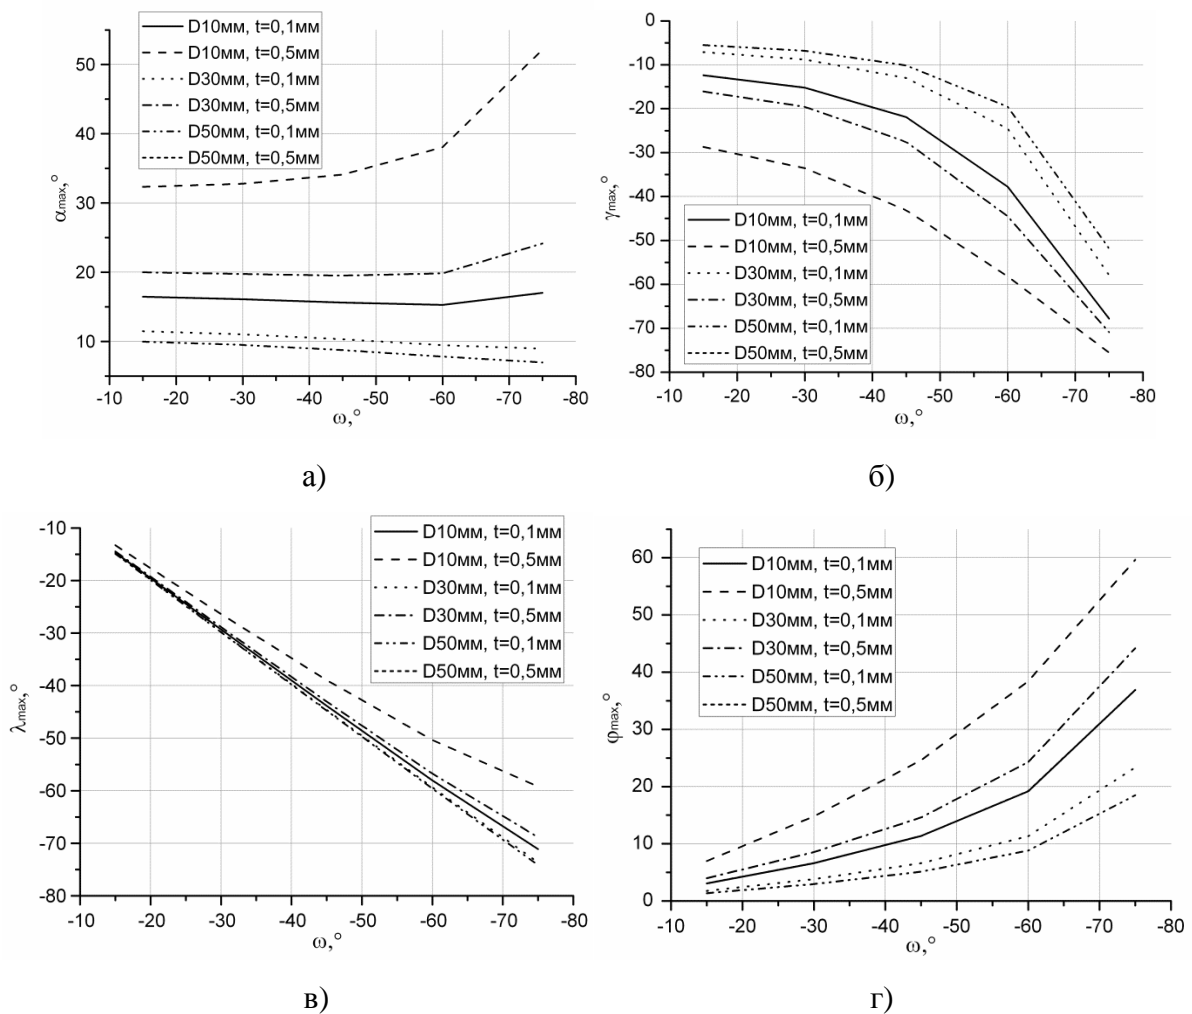 D10мм, t=0,1мм
D10мм, t=0,5мм
D30мм, t=0,1мм
D30мм, t=0,5мм
D50мм, t=0,1мм
D50мм, t=0,5мм
50
40
30
20
10
αmax,°
-10 -20 -30 -40 -50 -60 -70 -80
ω,°
а)
0
-10
-20
-30
-40
-50
-60
-70
-80
γmax,°
D10мм, t=0,1мм
D10мм, t=0,5мм
D30мм, t=0,1мм
D30мм, t=0,5мм
D50мм, t=0,1мм
D50мм, t=0,5мм
-10 -20 -30 -40 -50 -60 -70 -80
ω,°
б)
-10
-20
-30
-40
-50
-60
-70
-80
λmax,°
D10мм, t=0,1мм
D10мм, t=0,5мм
D30мм, t=0,1мм
D30мм, t=0,5мм
D50мм, t=0,1мм
D50мм, t=0,5мм
-10 -20 -30 -40 -50 -60 -70 -80
ω,°
в)
60
50
40
30
20
10
0
φmax,°
D10мм, t=0,1мм
D10мм, t=0,5мм
D30мм, t=0,1мм
D30мм, t=0,5мм
D50мм, t=0,1мм
D50мм, t=0,5мм
-10 -20 -30 -40 -50 -60 -70 -80
ω,°
г)